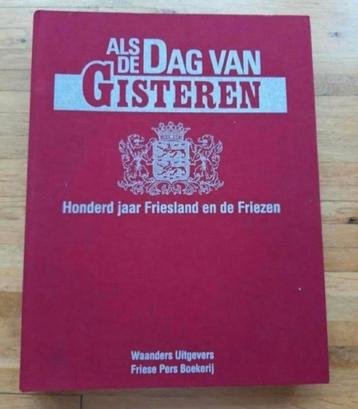 ALS
DE DAG VAN
GISTEREN
Honderd jaar Friesland en de Friezen
Waanders Uitgevers
Friese Pers Boekerij